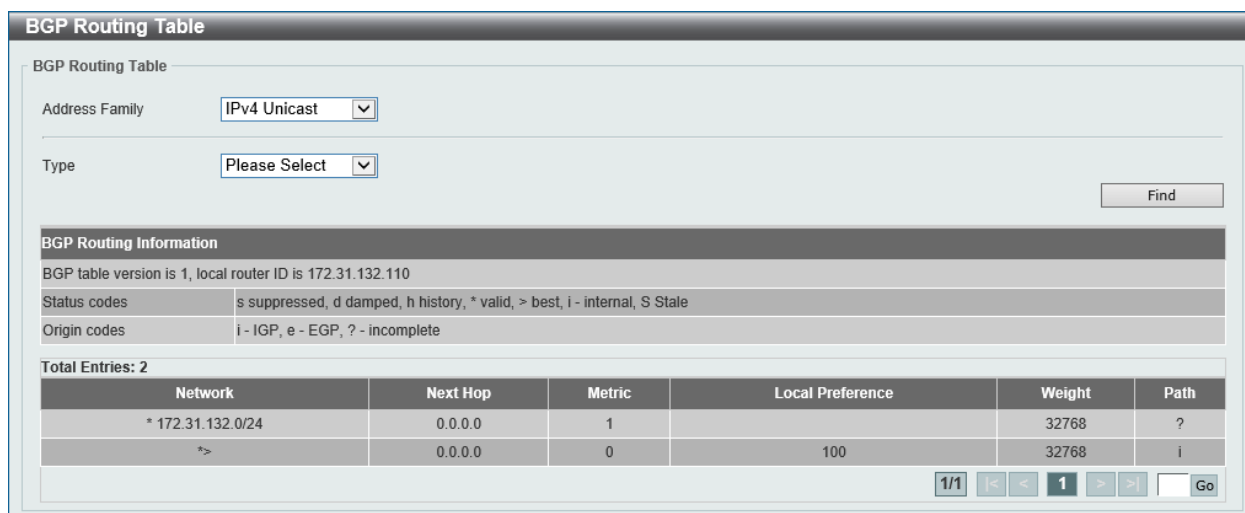 BGP Routing Table
BGP Routing Table
Address Family IPv4 Unicast
Type Please Select
Find
BGP Routing Information
BGP table version is 1, local router ID is 172.31.132.110
Status codes s suppressed, d damped, h history, * valid, > best, i - internal, S Stale
Origin codes i - IGP, e - EGP, ? - incomplete
Total Entries: 2
Network Next Hop Metric Local Preference Weight Path
* 172.31.132.0/24 0.0.0.0 1 32768 ?
*> 0.0.0.0 0 100 32768 i
1/1 |< < 1 > >| Go